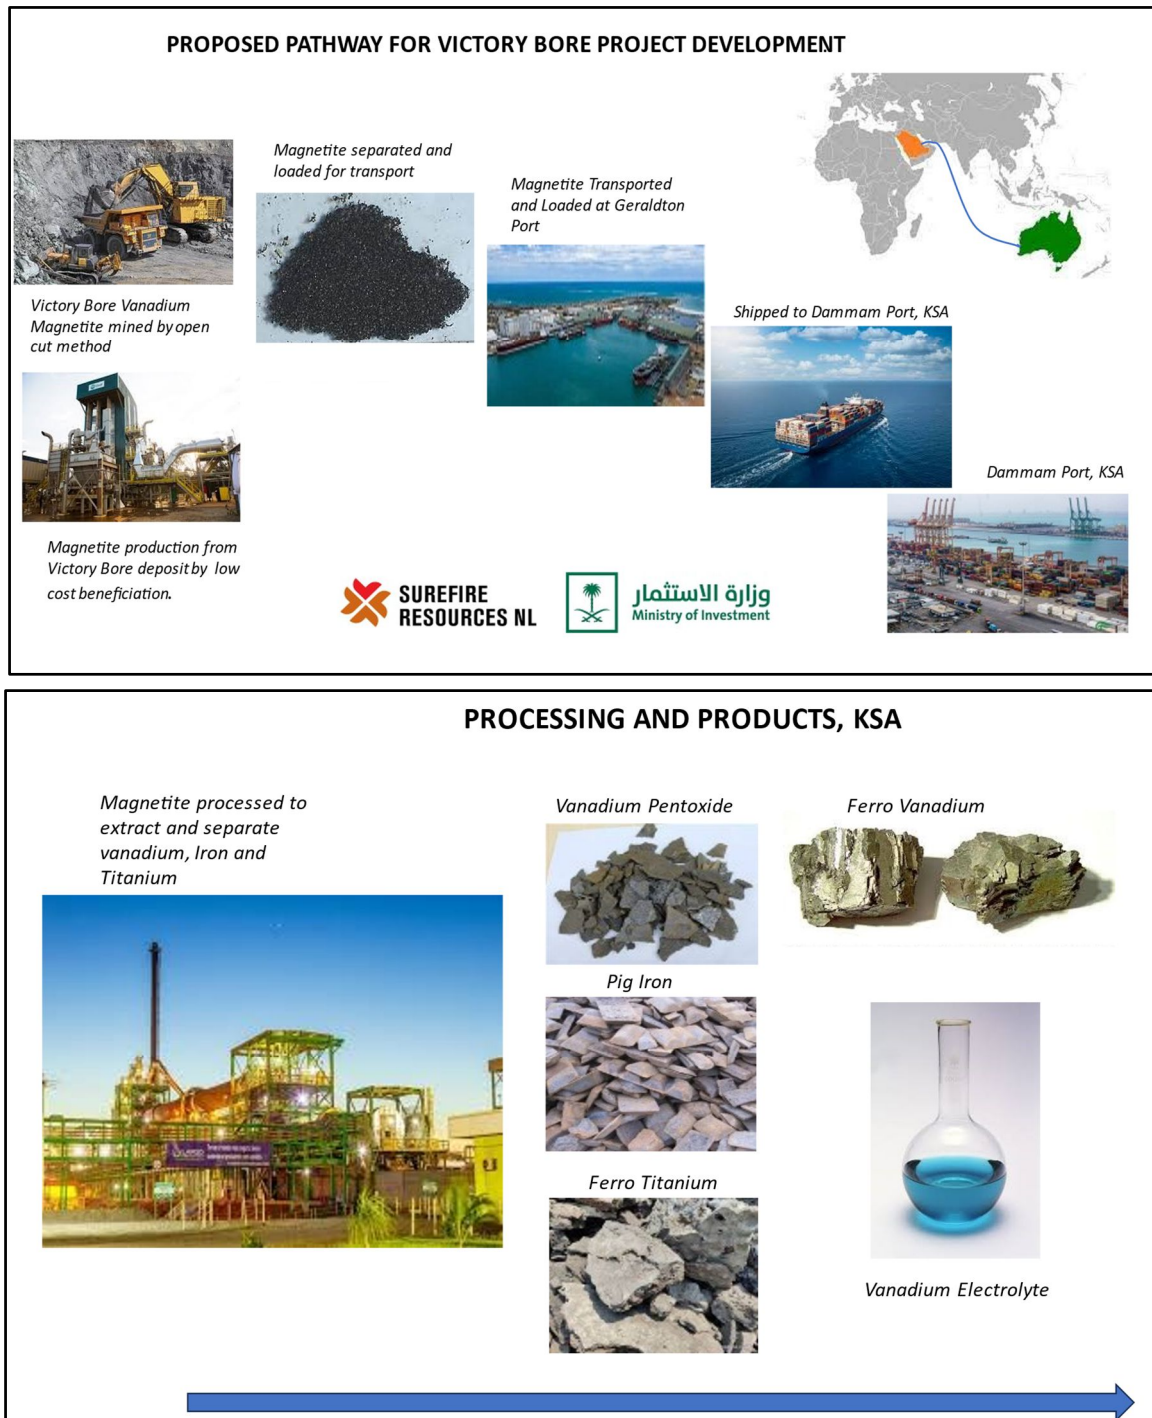 PROPOSED PATHWAY FOR VICTORY BORE PROJECT DEVELOPMENT
Magnetite separated and
loaded for transport
Magnetite Transported
and Loaded at Geraldton
Port
Victory Bore Vanadium
Magnetite mined by open
cut method
Shipped to Dammam Port, KSA
Dammam Port, KSA
Magnetite production from
Victory Bore deposit by low
cost beneficiation.
SUREFIRE
RESOURCES NL
وزارة الاستثمار
Ministry of Investment
PROCESSING AND PRODUCTS, KSA
Magnetite processed to
extract and separate
vanadium, Iron and
Titanium
Vanadium Pentoxide
Ferro Vanadium
Pig Iron
Ferro Titanium
Vanadium Electrolyte